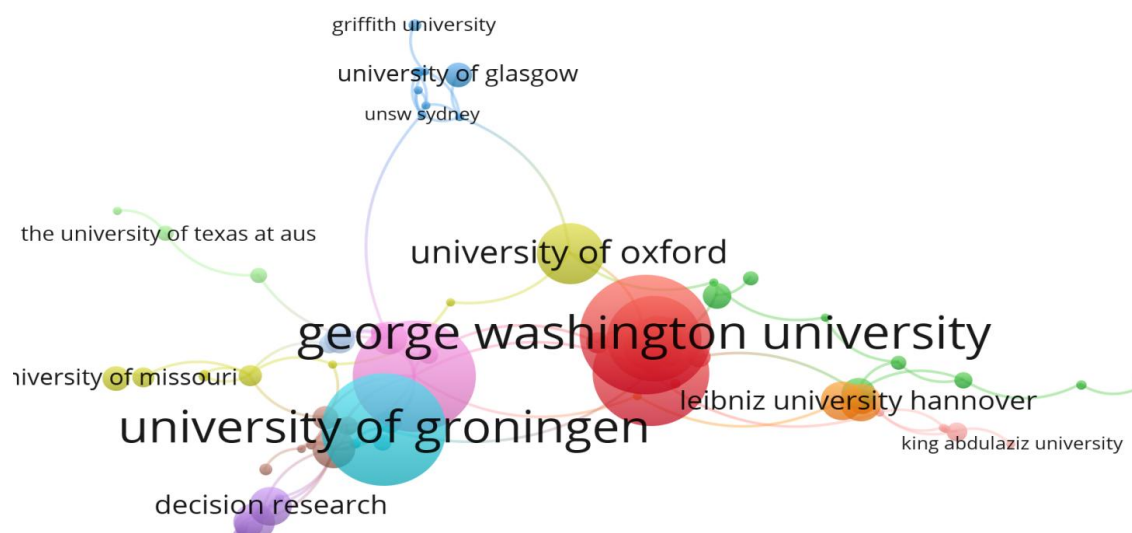 griffith university
university of glasgow
unsw sydney
the university of texas at aus
university of oxford
george washington university
niversity of missouri
leibniz university hannover
university of groningen
king abdulaziz university
decision research